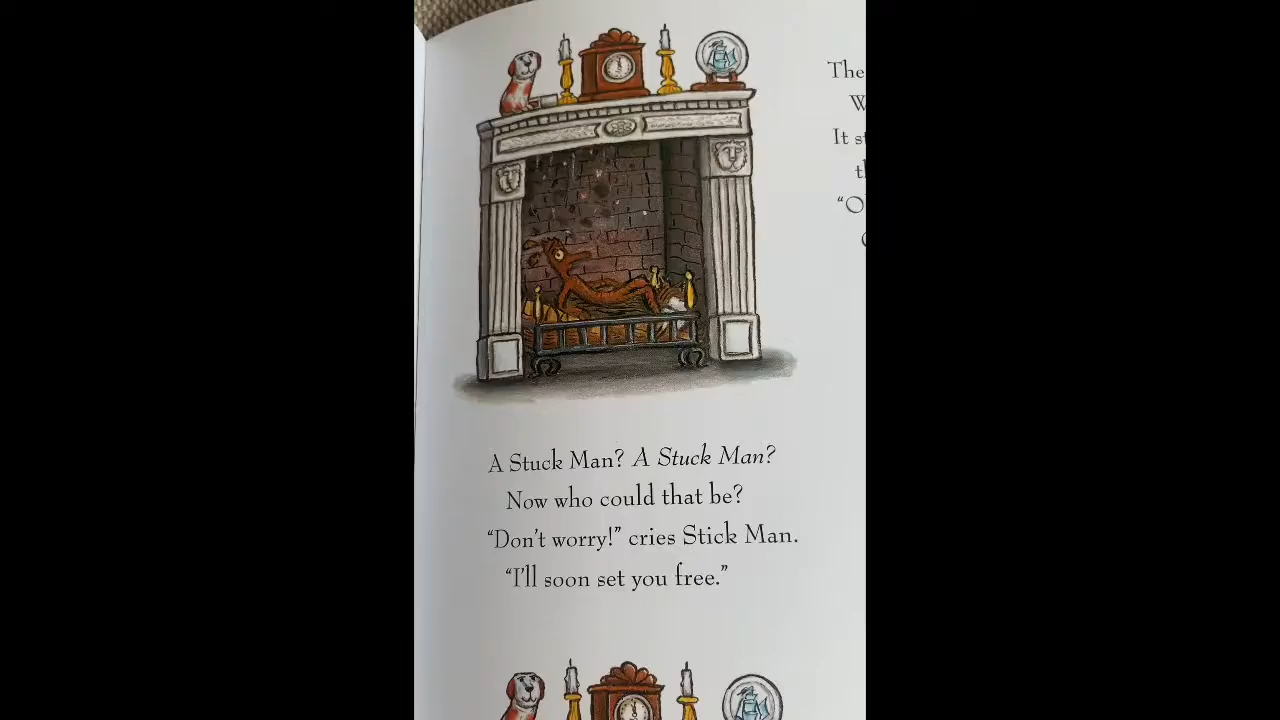 A Stuck Man? A Stuck Man?
Now who could that be?
“Don't worry!” cries Stick Man.
“I'll soon set you free.”
The
It